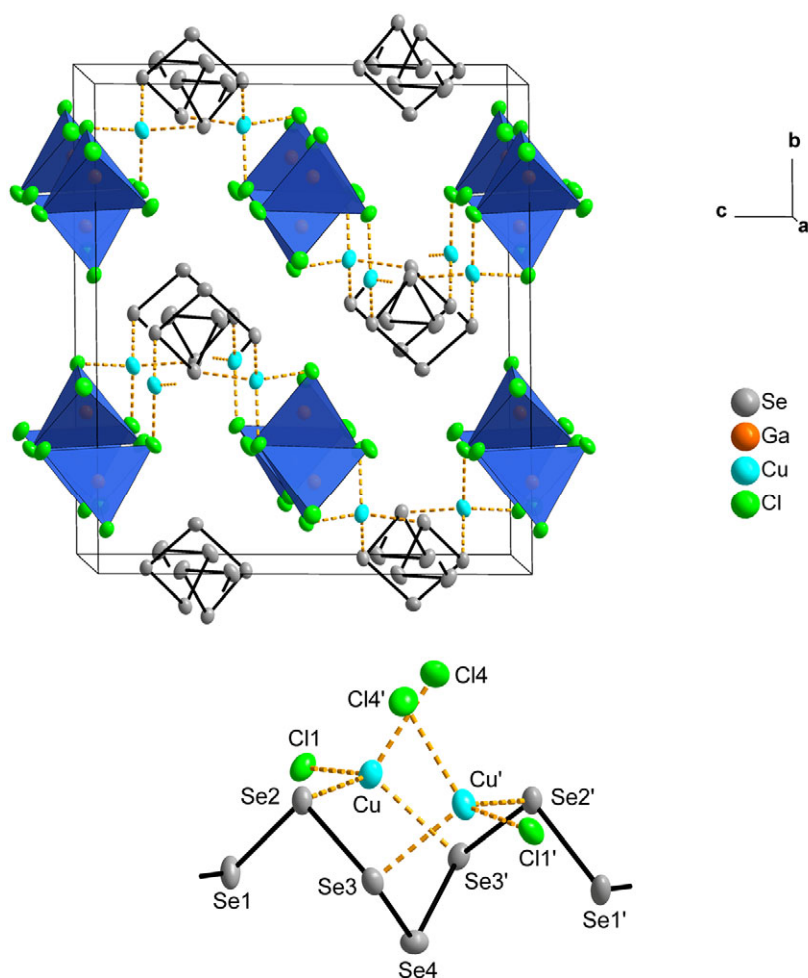 b
c
a
Se
Ga
Cu
Cl
Cl4
Cl4'
Cl1
Se2
Cu
Cu'
Se2'
Cl1'
Se1
Se3
Se3'
Se1'
Se4